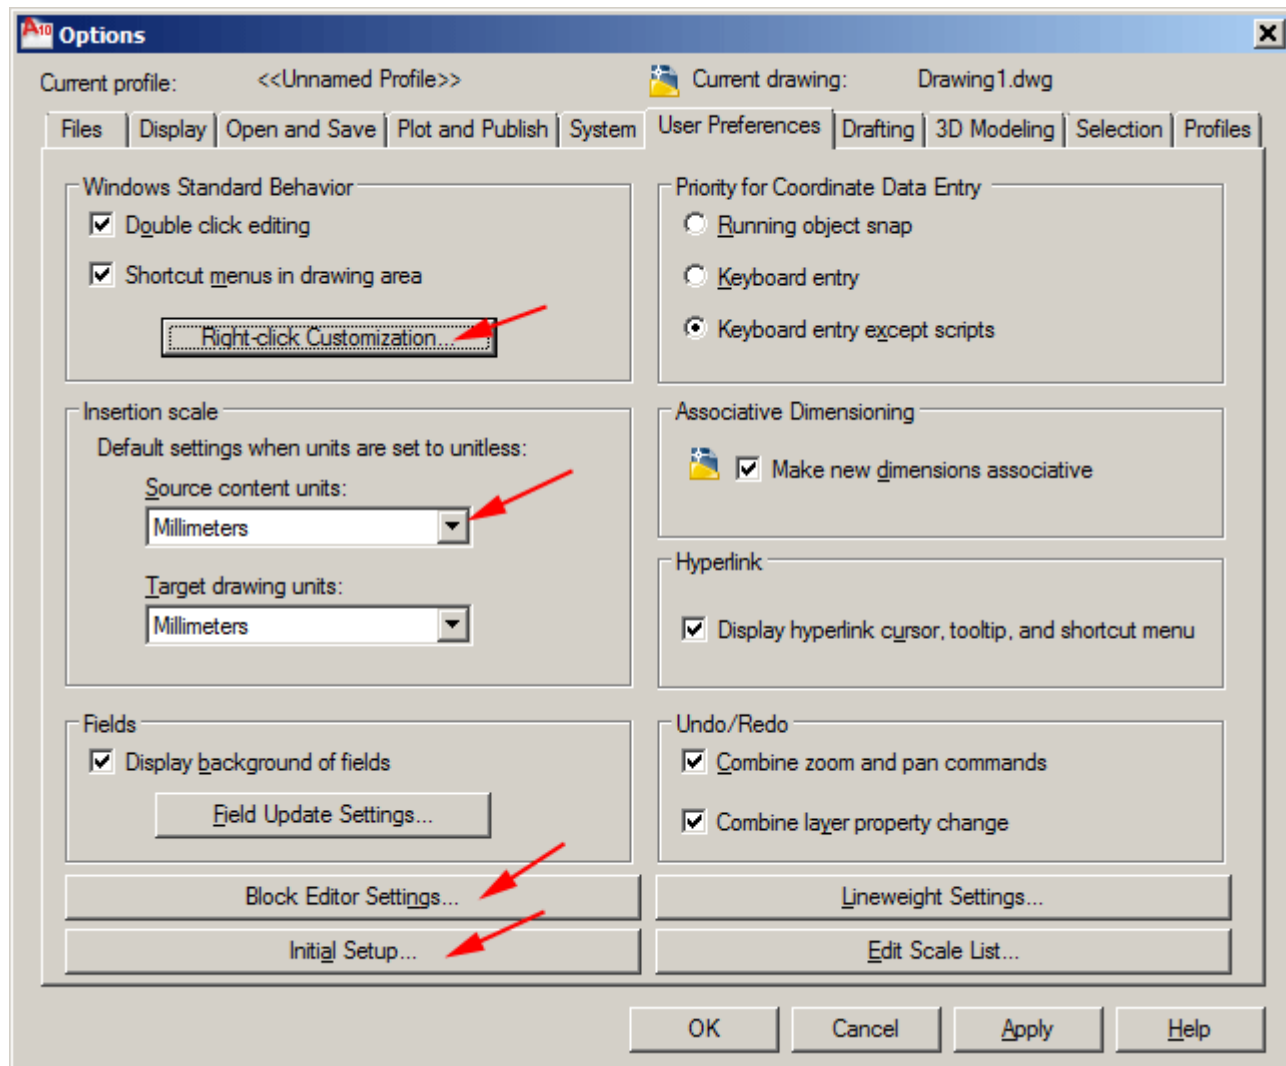 A10 Options
Current profile: <<Unnamed Profile>> Current drawing: Drawing1.dwg
Files Display Open and Save Plot and Publish System User Preferences Drafting 3D Modeling Selection Profiles
Windows Standard Behavior
Double click editing
Shortcut menus in drawing area
Right-click Customization...
Insertion scale
Default settings when units are set to unitless:
Source content units:
Millimeters
Target drawing units:
Millimeters
Fields
Display background of fields
Field Update Settings...
Block Editor Settings...
Initial Setup...
Priority for Coordinate Data Entry
Running object snap
Keyboard entry
Keyboard entry except scripts
Associative Dimensioning
Make new dimensions associative
Hyperlink
Display hyperlink cursor, tooltip, and shortcut menu
Undo/Redo
Combine zoom and pan commands
Combine layer property change
Lineweight Settings...
Edit Scale List...
OK Cancel Apply Help